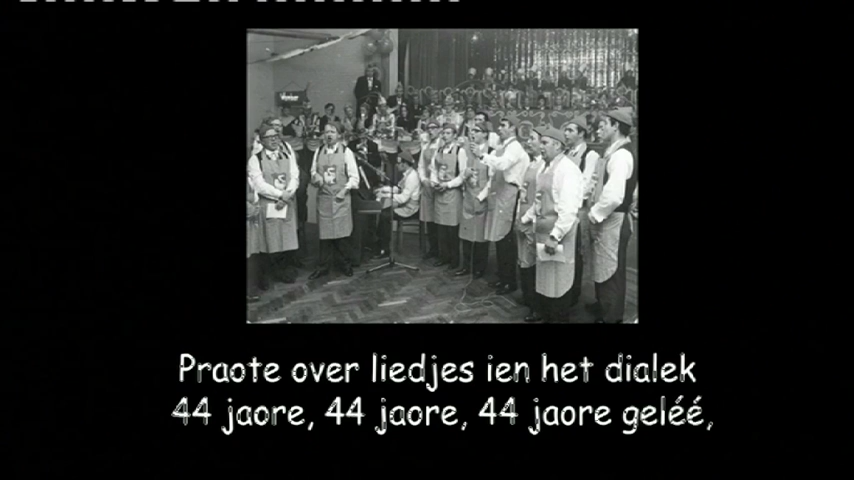 Praote over liedjes ien het dialek
44 jaore, 44 jaore, 44 jaore geléé,